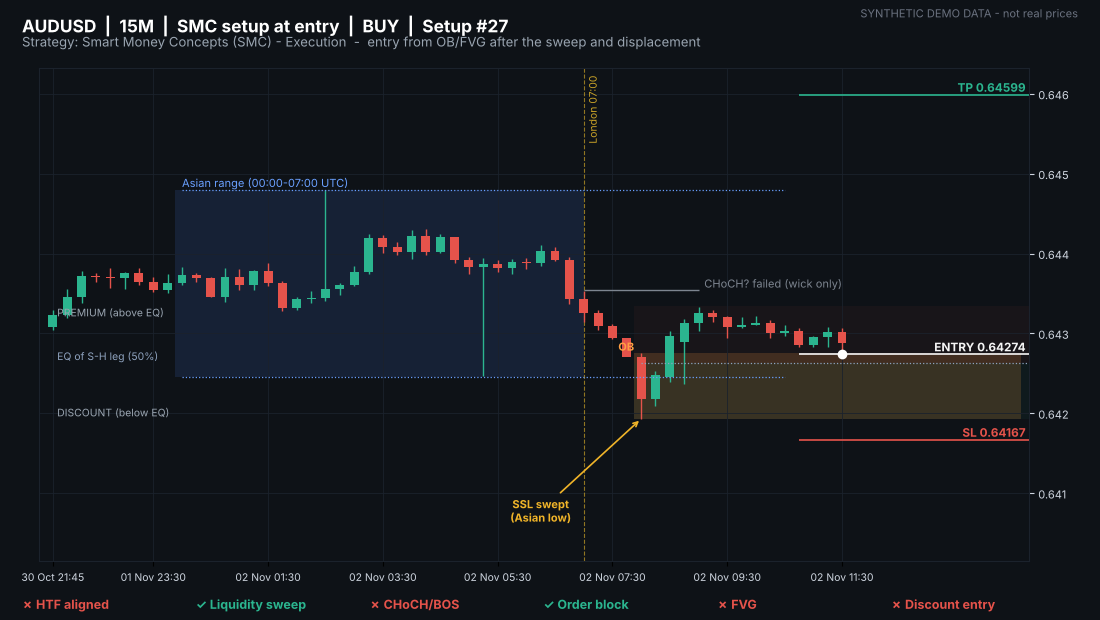 SYNTHETIC DEMO DATA - not real prices
AUDUSD | 15M | SMC setup at entry | BUY | Setup #27
Strategy: Smart Money Concepts (SMC) - Execution - entry from OB/FVG after the sweep and displacement
London 07:00
TP 0.64599
0.646
Asian range (00:00-07:00 UTC)
0.645
0.644
CHoCH? failed (wick only)
PREMIUM (above EQ)
0.643
OB
ENTRY 0.64274
EQ of S-H leg (50%)
DISCOUNT (below EQ)
0.642
SL 0.64167
0.641
SSL swept
(Asian low)
30 Oct 21:45 01 Nov 23:30 02 Nov 01:30 02 Nov 03:30 02 Nov 05:30 02 Nov 07:30 02 Nov 09:30 02 Nov 11:30
× HTF aligned ✓ Liquidity sweep × CHoCH/BOS ✓ Order block × FVG × Discount entry